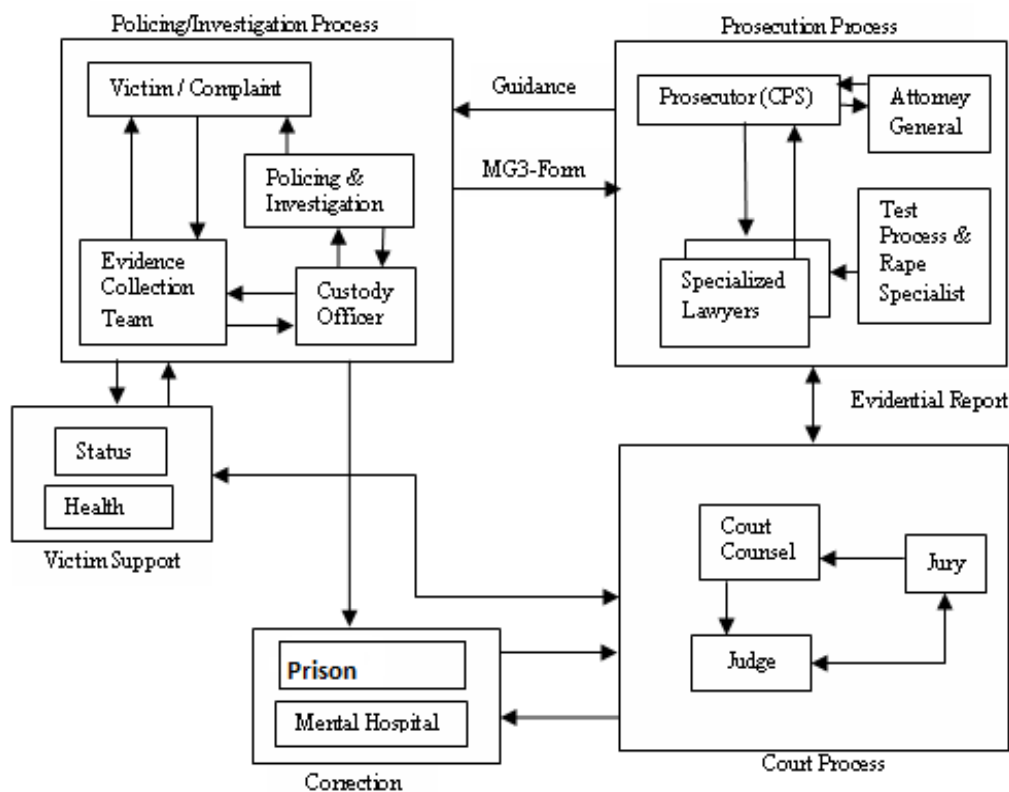 Policing/Investigation Process
Prosecution Process
Victim / Complaint
Policing &
Investigation
Evidence
Collection
Team
Custody
Officer
Guidance
MG3-Form
Prosecutor (CPS)
Attorney
General
Test
Process &
Rape
Specialist
Specialized
Lawyers
Evidential Report
Status
Health
Victim Support
Court
Counsel
Jury
Judge
Court Process
Prison
Mental Hospital
Correction